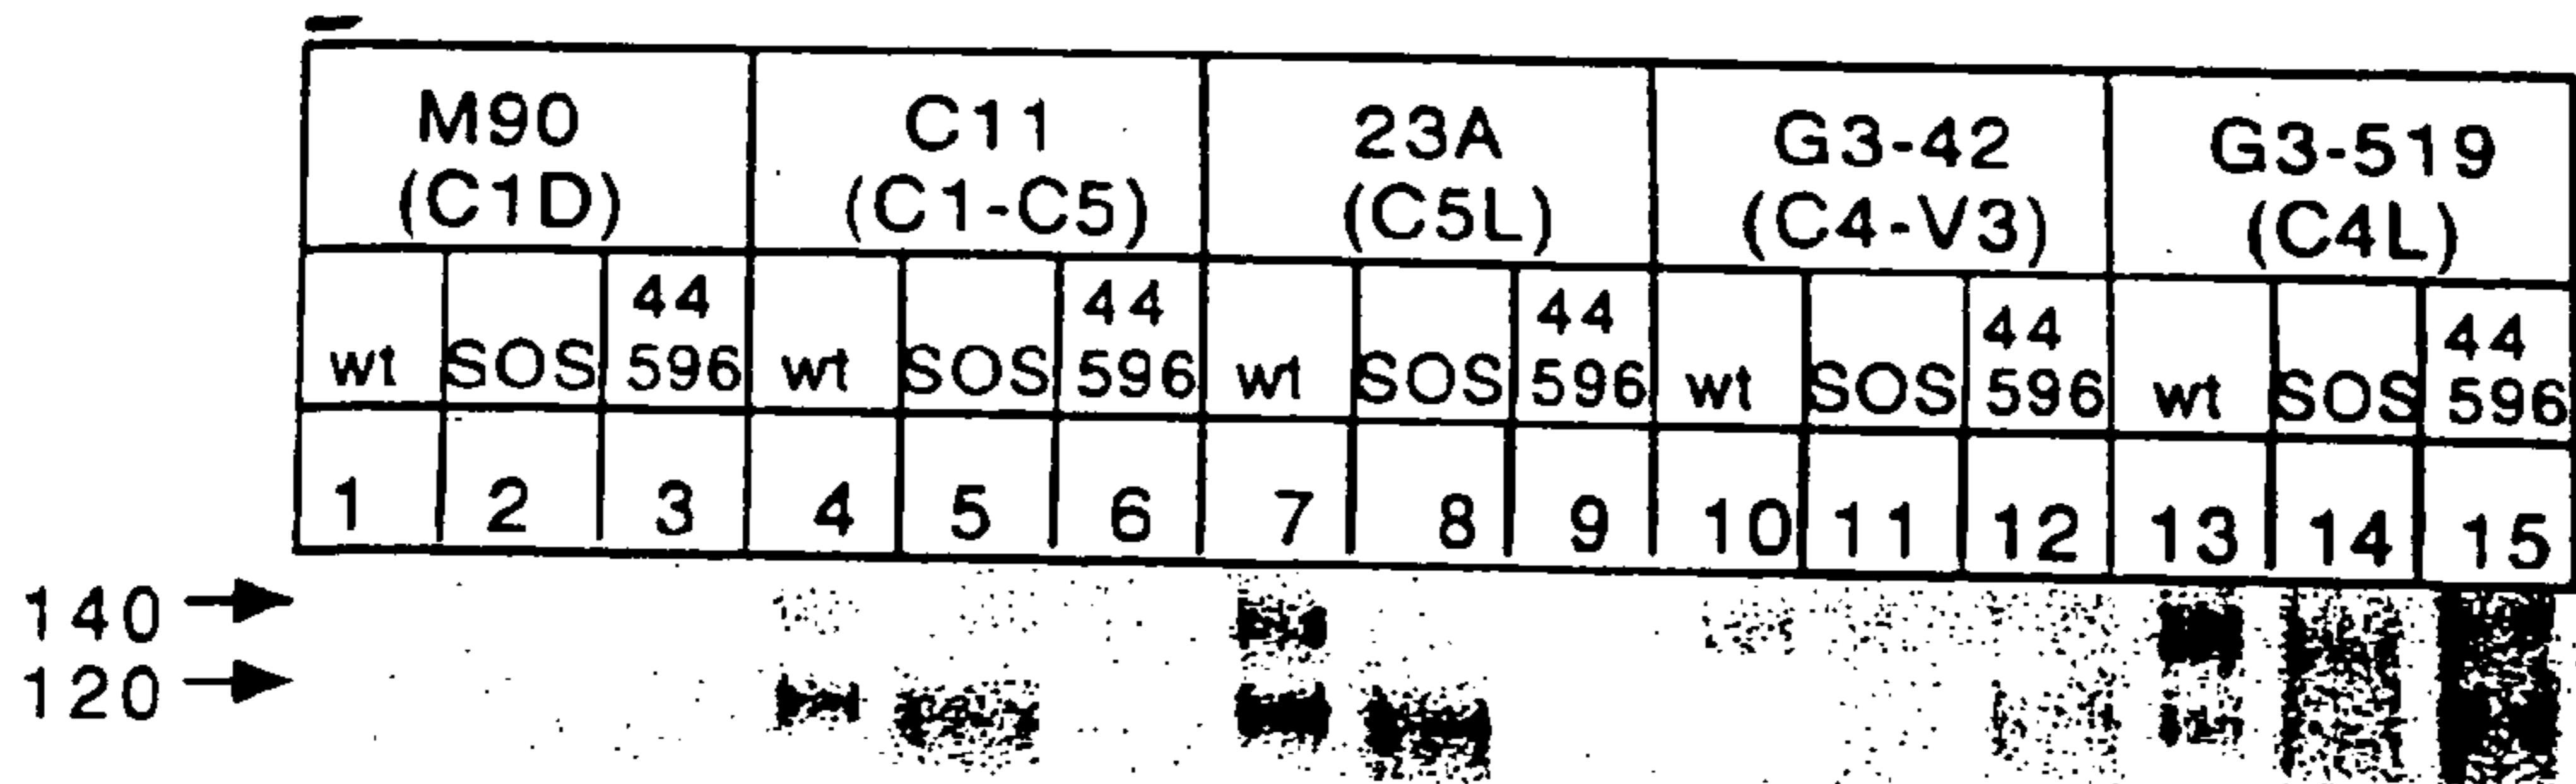 M90 C11 23A G3-42 G3-519
(C1D) (C1-C5) (C5L) (C4-V3) (C4L)
44 44 44 44 44
wt SOS 596 wt SOS 596 wt SOS 596 wt SOS 596 wt SOS 596
1 2 3 4 5 6 7 8 9 10 11 12 13 14 15
140
120